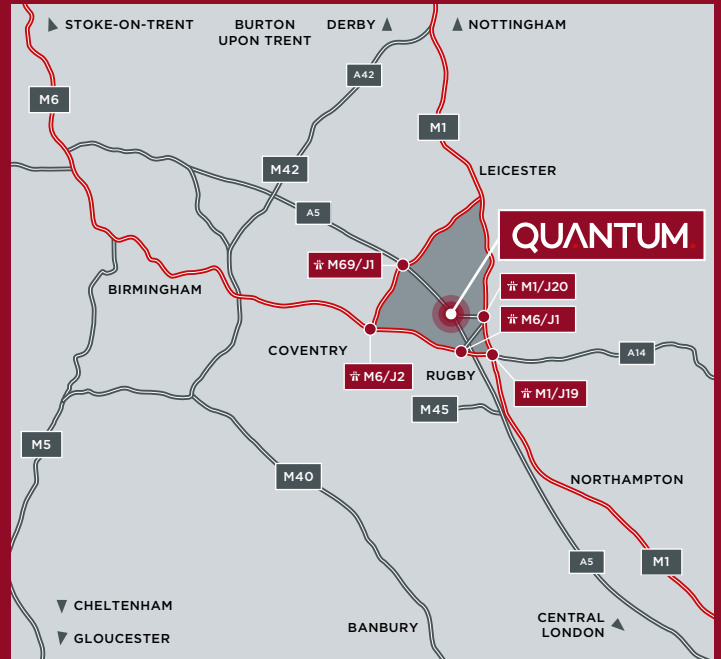 STOKE-ON-TRENT
BURTON
UPON TRENT
DERBY
NOTTINGHAM
A42
M6
M1
M42
LEICESTER
A5
QUANTUM.
M69/J1
M1/J20
BIRMINGHAM
M6/J1
COVENTRY
A14
M6/J2
RUGBY
M1/J19
M45
M5
M40
NORTHAMPTON
A5
M1
CHELTENHAM
GLOUCESTER
BANBURY
CENTRAL
LONDON